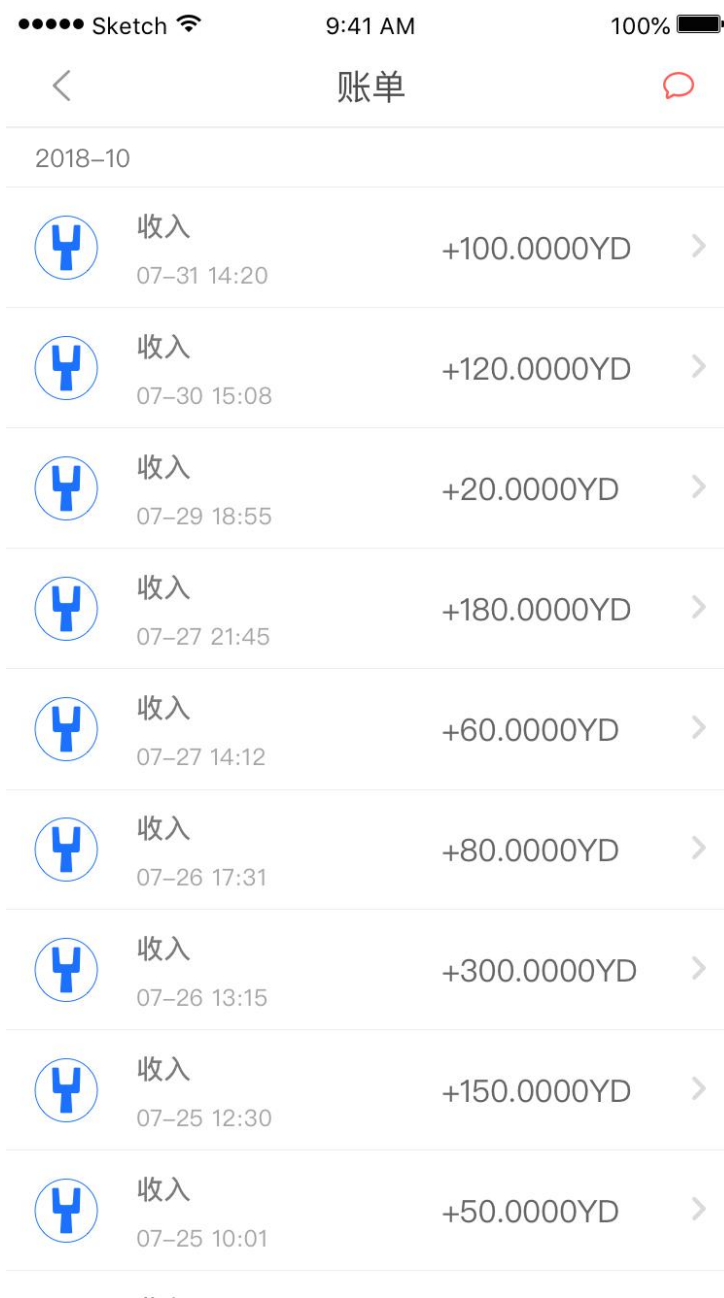 Sketch 9:41 AM 100%
账单
2018-10
收入
+100.0000YD
07-31 14:20
收入
+120.0000YD
07-30 15:08
收入
+20.0000YD
07-29 18:55
收入
+180.0000YD
07-27 21:45
收入
+60.0000YD
07-27 14:12
收入
+80.0000YD
07-26 17:31
收入
+300.0000YD
07-26 13:15
收入
+150.0000YD
07-25 12:30
收入
+50.0000YD
07-25 10:01